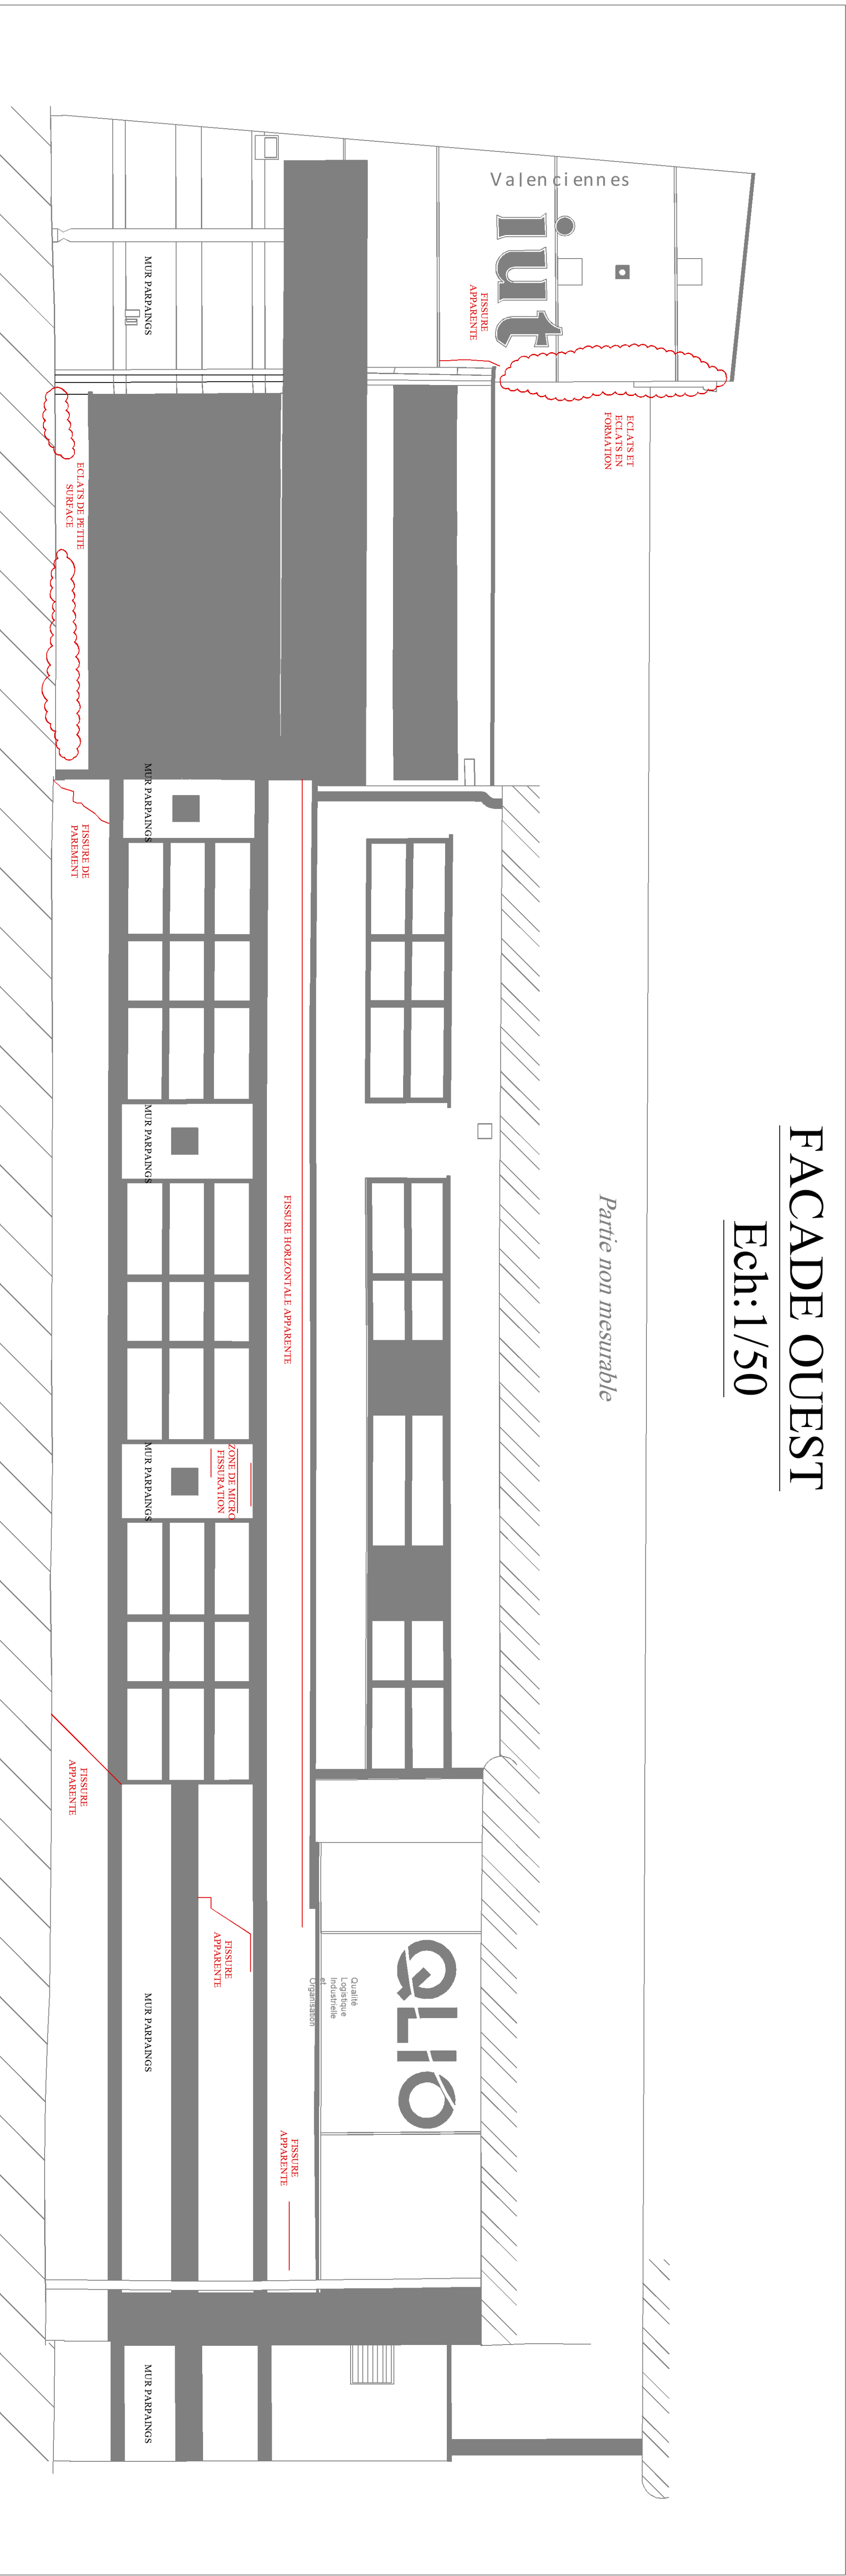 FACADE OUEST
Ech:1/50
Valenciennes
iut
FISSURE
APPARENTE
ECLATS ET
ECLATS EN
FORMATION
MUR PARPAINGS
ECLATS DE PETITE
SURFACE
Partie non mesurable
MUR PARPAINGS
FISSURE DE
PAREMENT
MUR PARPAINGS
FISSURE HORIZONTALE APPARENTE
ZONE DE MICRO
FISSURATION
MUR PARPAINGS
FISSURE
APPARENTE
QLIO
Qualité
Logistique
Industrielle
et
Organisation
FISSURE
APPARENTE
MUR PARPAINGS
FISSURE
APPARENTE
MUR PARPAINGS